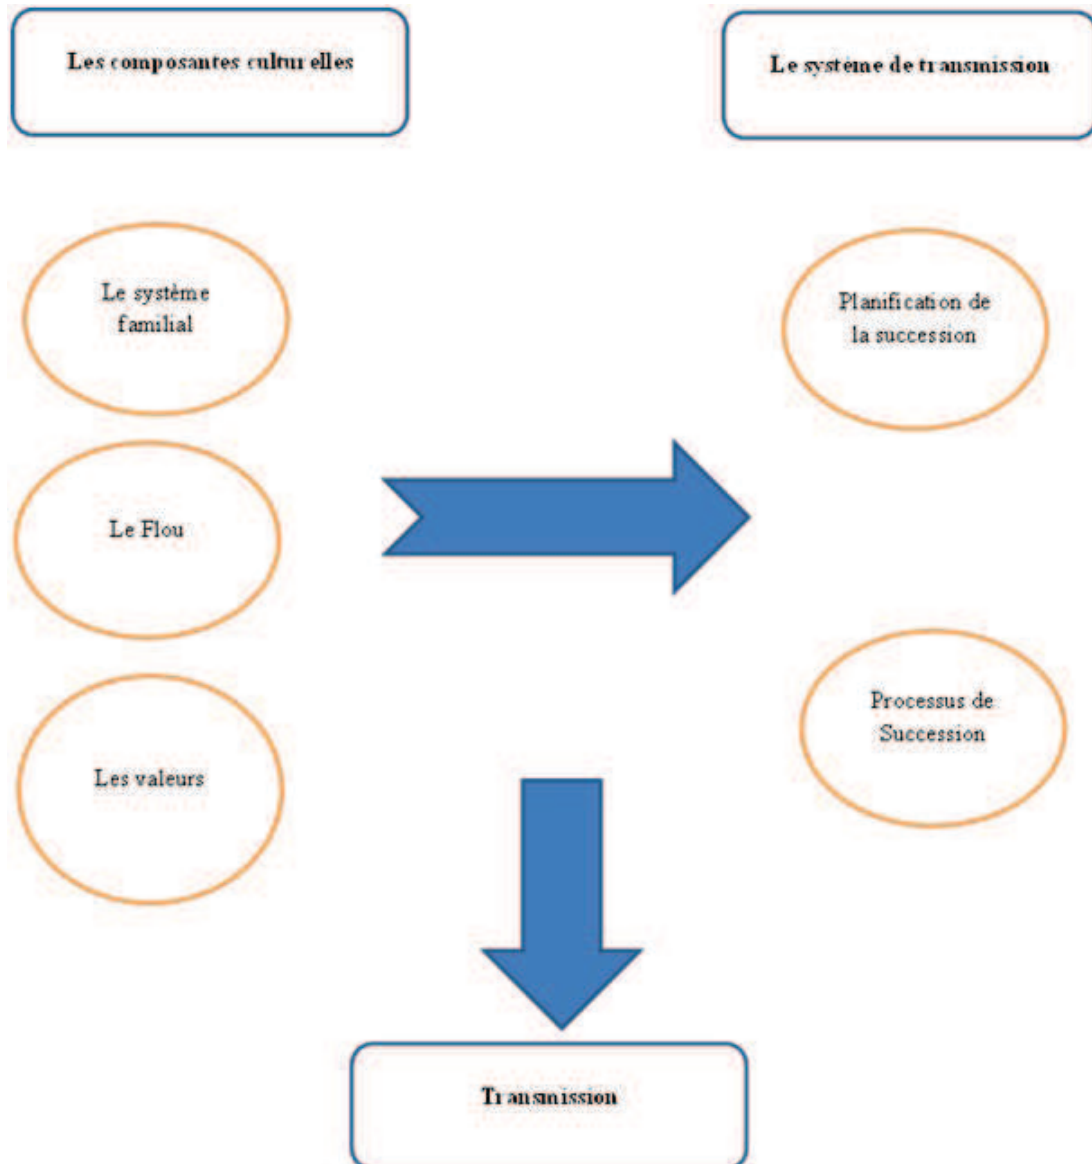 Les composantes culturelles
Le système de transmission
Le système
familial
Planification de
la succession
Le Flou
Processus de
Succession
Les valeurs
Transmission